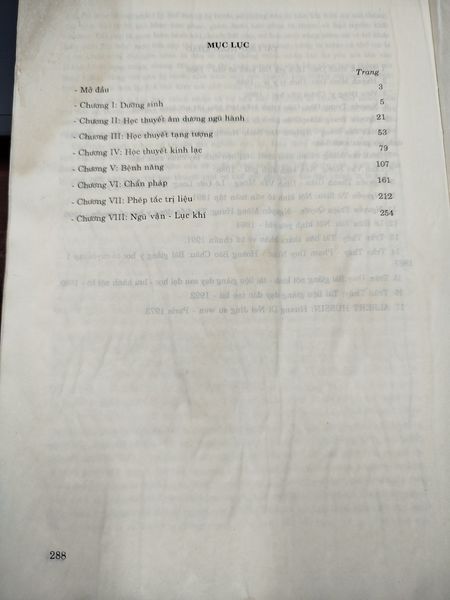 MỤC LỤC
Trang
- Mở đầu 3
- Chương I: Dưỡng sinh 5
- Chương II: Học thuyết âm dương ngũ hành 21
- Chương III: Học thuyết tạng tượng 53
- Chương IV: Học thuyết kinh lạc 79
- Chương V: Bệnh năng 107
- Chương VI: Chẩn pháp 161
- Chương VII: Phép tắc trị liệu 212
- Chương VIII: Ngũ vận - Lục khí 254
288